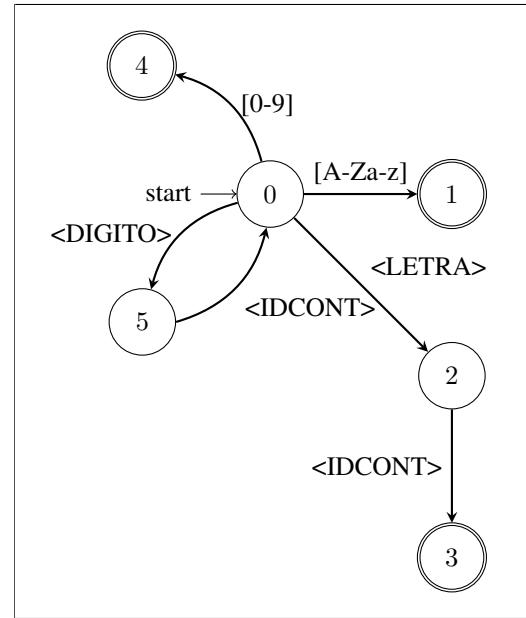 4
[0-9]
start
0
[A-Za-z]
1
<DIGITO>
<LETRA>
5
<IDCONT>
2
<IDCONT>
3